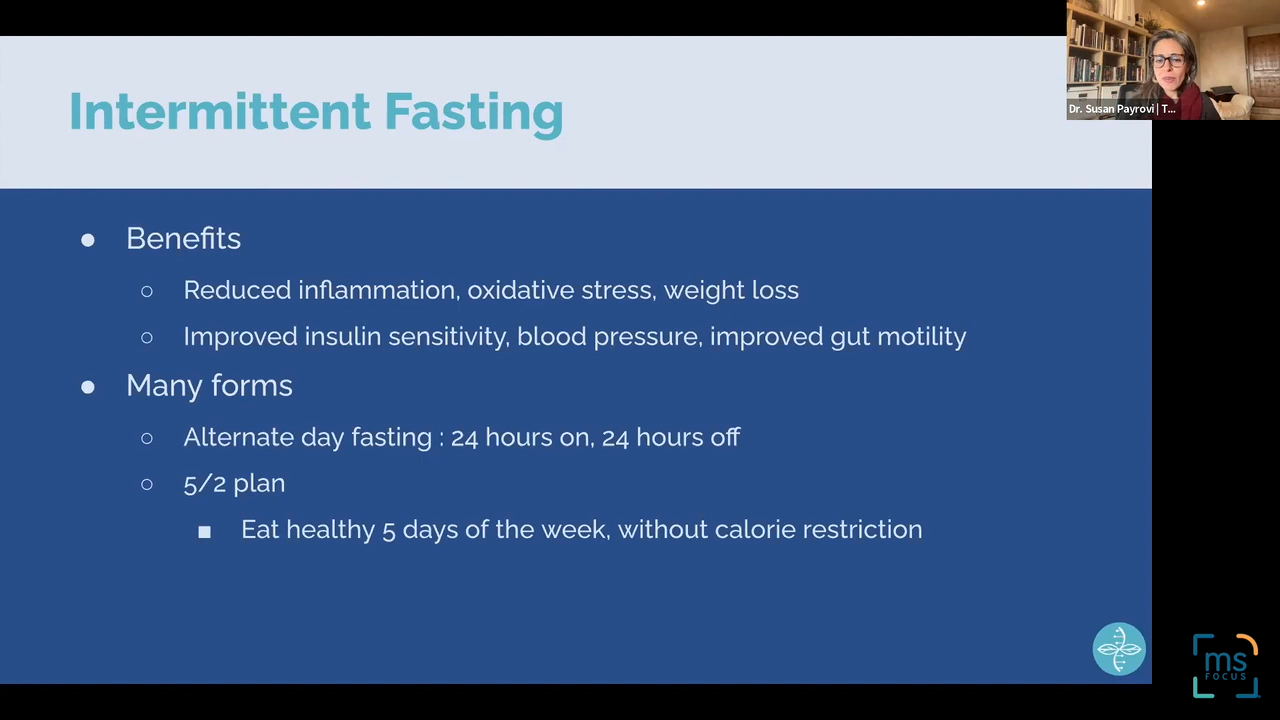 Intermittent Fasting
Dr. Susan Payrovi | T...
● Benefits
○ Reduced inflammation, oxidative stress, weight loss
○ Improved insulin sensitivity, blood pressure, improved gut motility
● Many forms
○ Alternate day fasting : 24 hours on, 24 hours off
○ 5/2 plan
■ Eat healthy 5 days of the week, without calorie restriction
ms
FOCUS